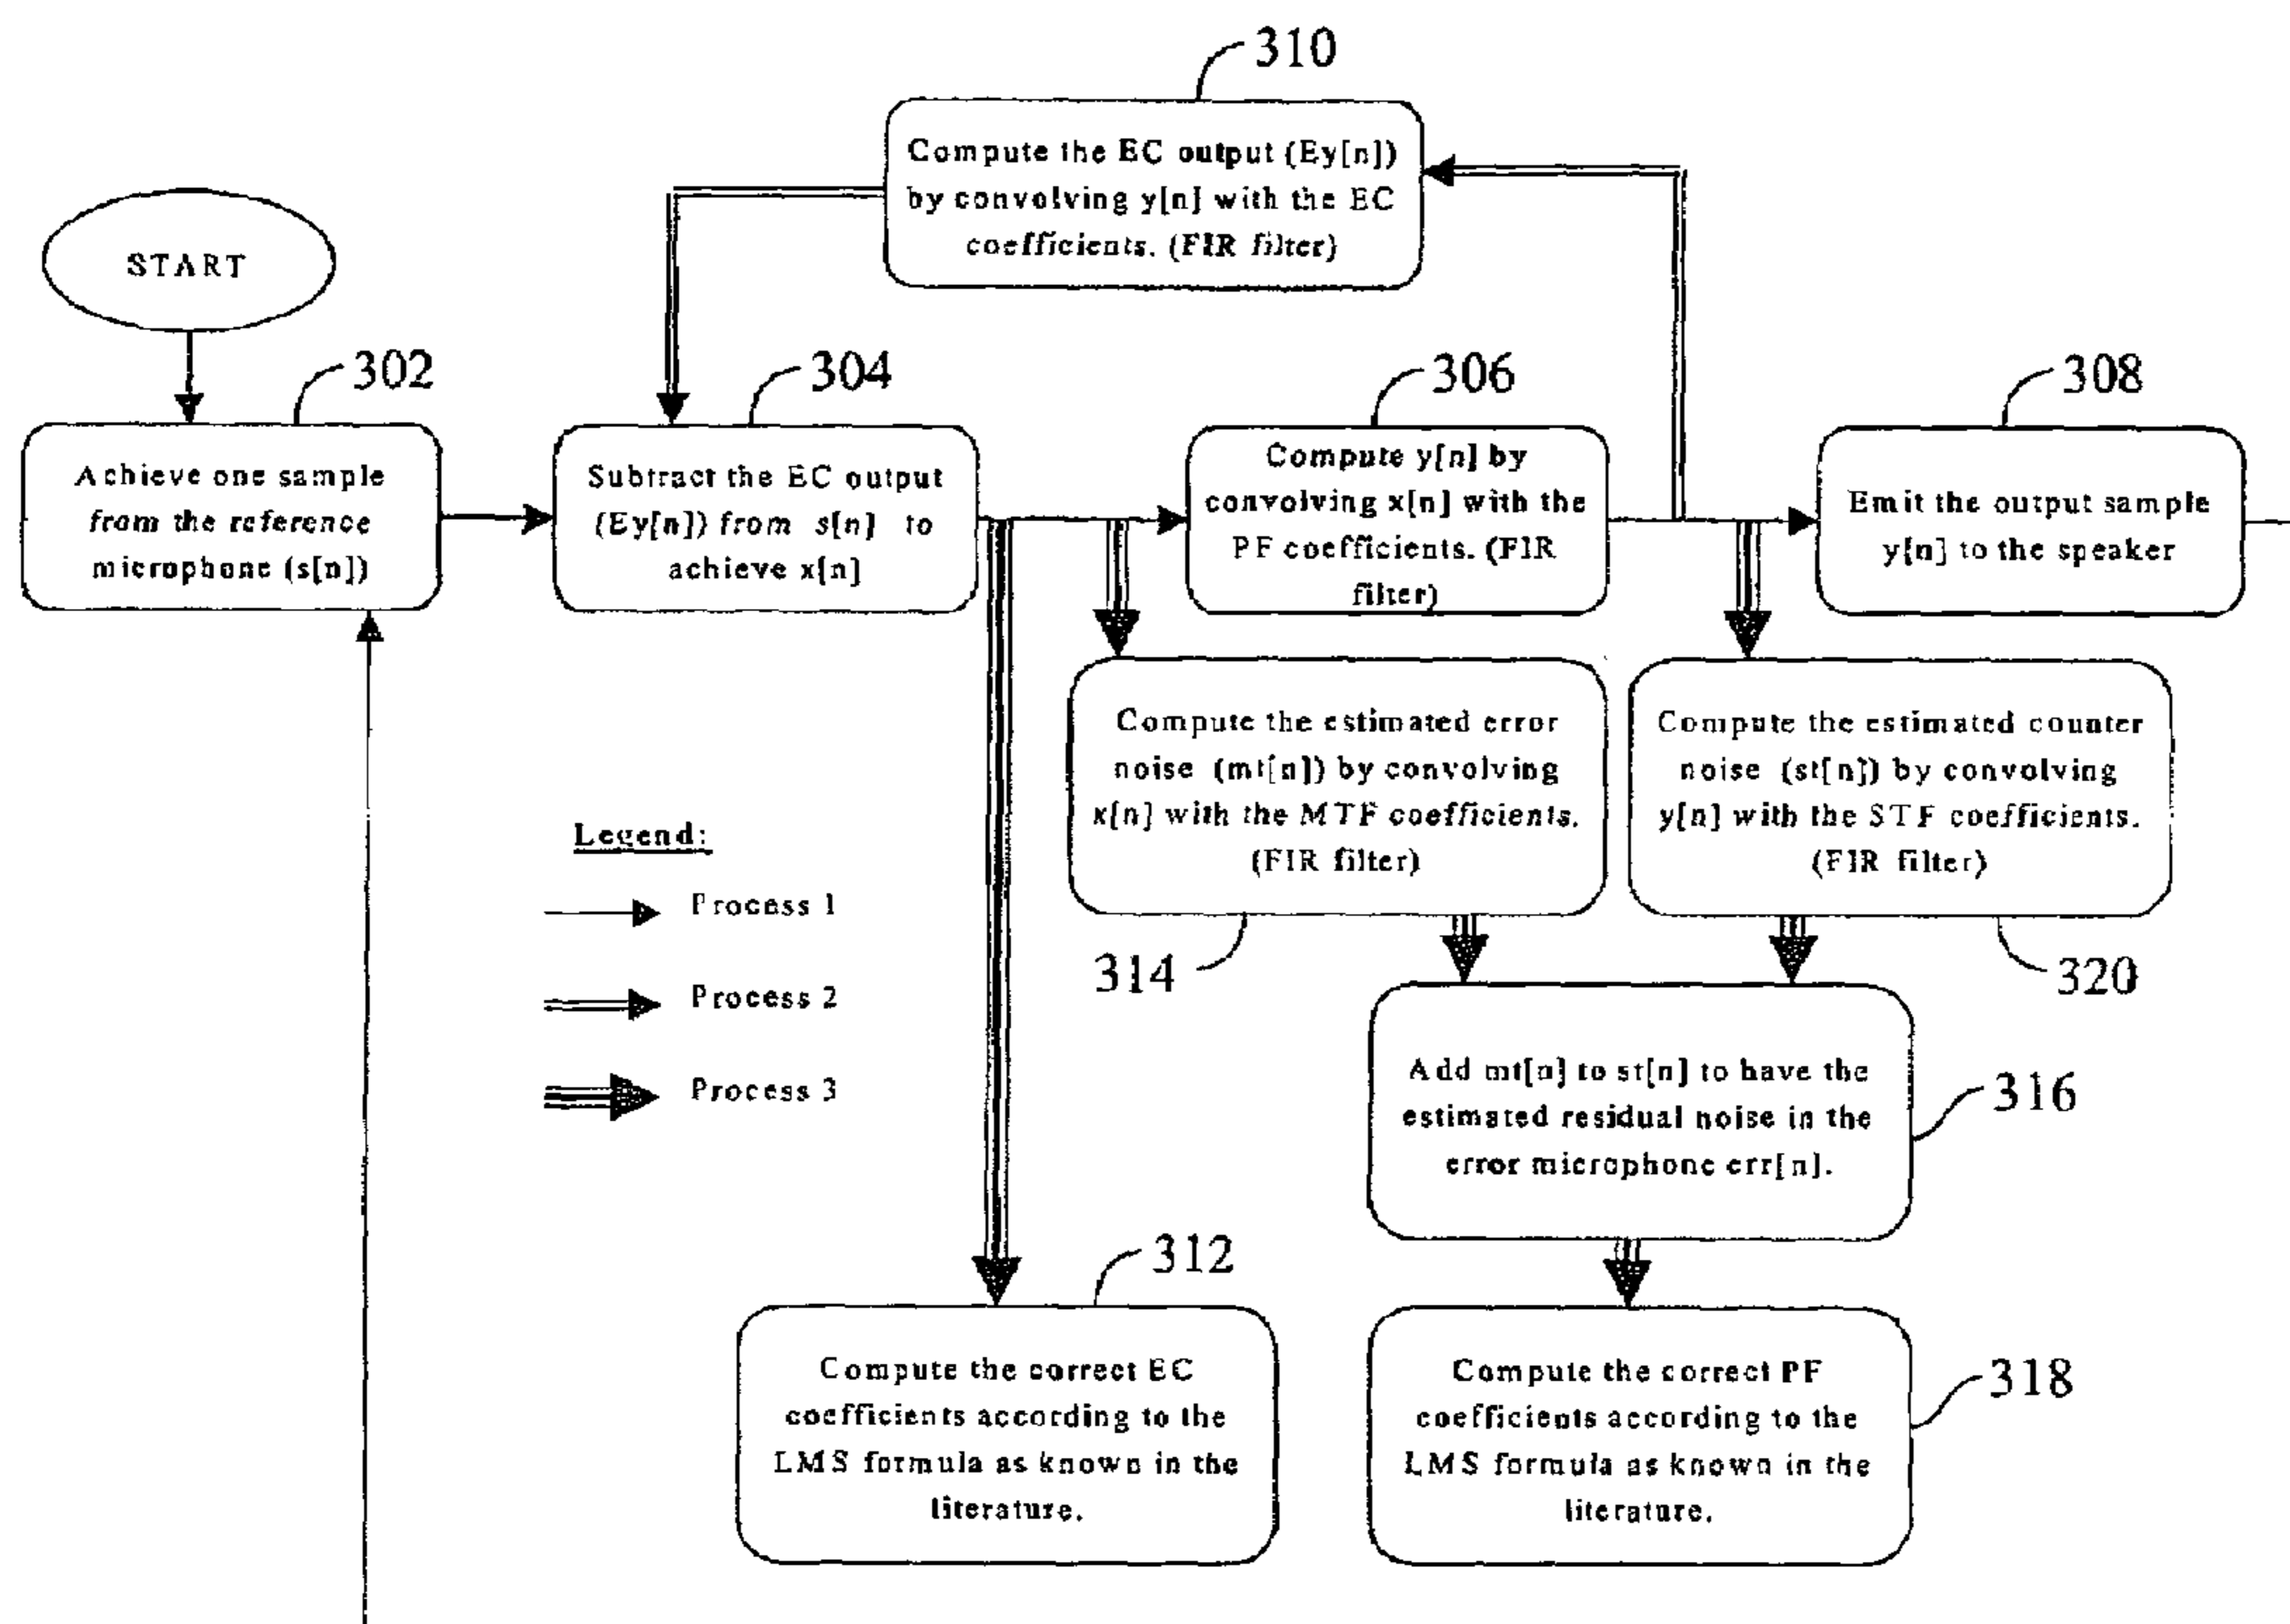 310
Compute the EC output (Ey[n])
by convolving y[n] with the EC
coefficients. (FIR filter)
START
302
304
306
308
Achieve one sample
from the reference
microphone (s[n])
Subtract the EC output
(Ey[n]) from s[n] to
achieve x[n]
Compute y[n] by
convolving x[n] with the
PF coefficients. (FIR
filter)
Emit the output sample
y[n] to the speaker
Compute the estimated error
noise (mt[n]) by convolving
x[n] with the MTF coefficients.
(FIR filter)
Compute the estimated counter
noise (st[n]) by convolving
y[n] with the STF coefficients.
(FIR filter)
314
320
Legend:
Process 1
Process 2
Process 3
Add mt[n] to st[n] to have the
estimated residual noise in the
error microphone err[n].
316
312
Compute the correct EC
coefficients according to the
LMS formula as known in the
literature.
Compute the correct PF
coefficients according to the
LMS formula as known in the
literature.
318